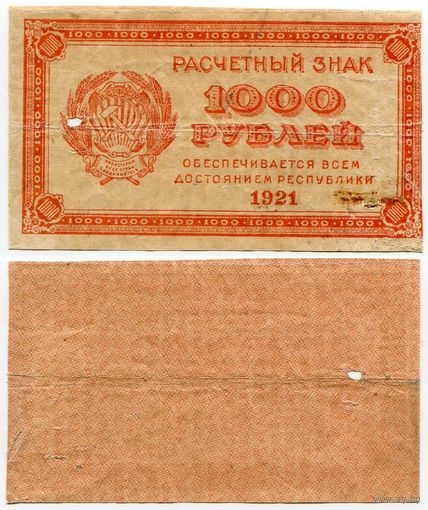 РАСЧЕТНЫЙ ЗНАК
1000
РУБЛЕЙ
ОБЕСПЕЧИВАЕТСЯ ВСЕМ
ДОСТОЯНИЕМ РЕСПУБЛИКИ
1921